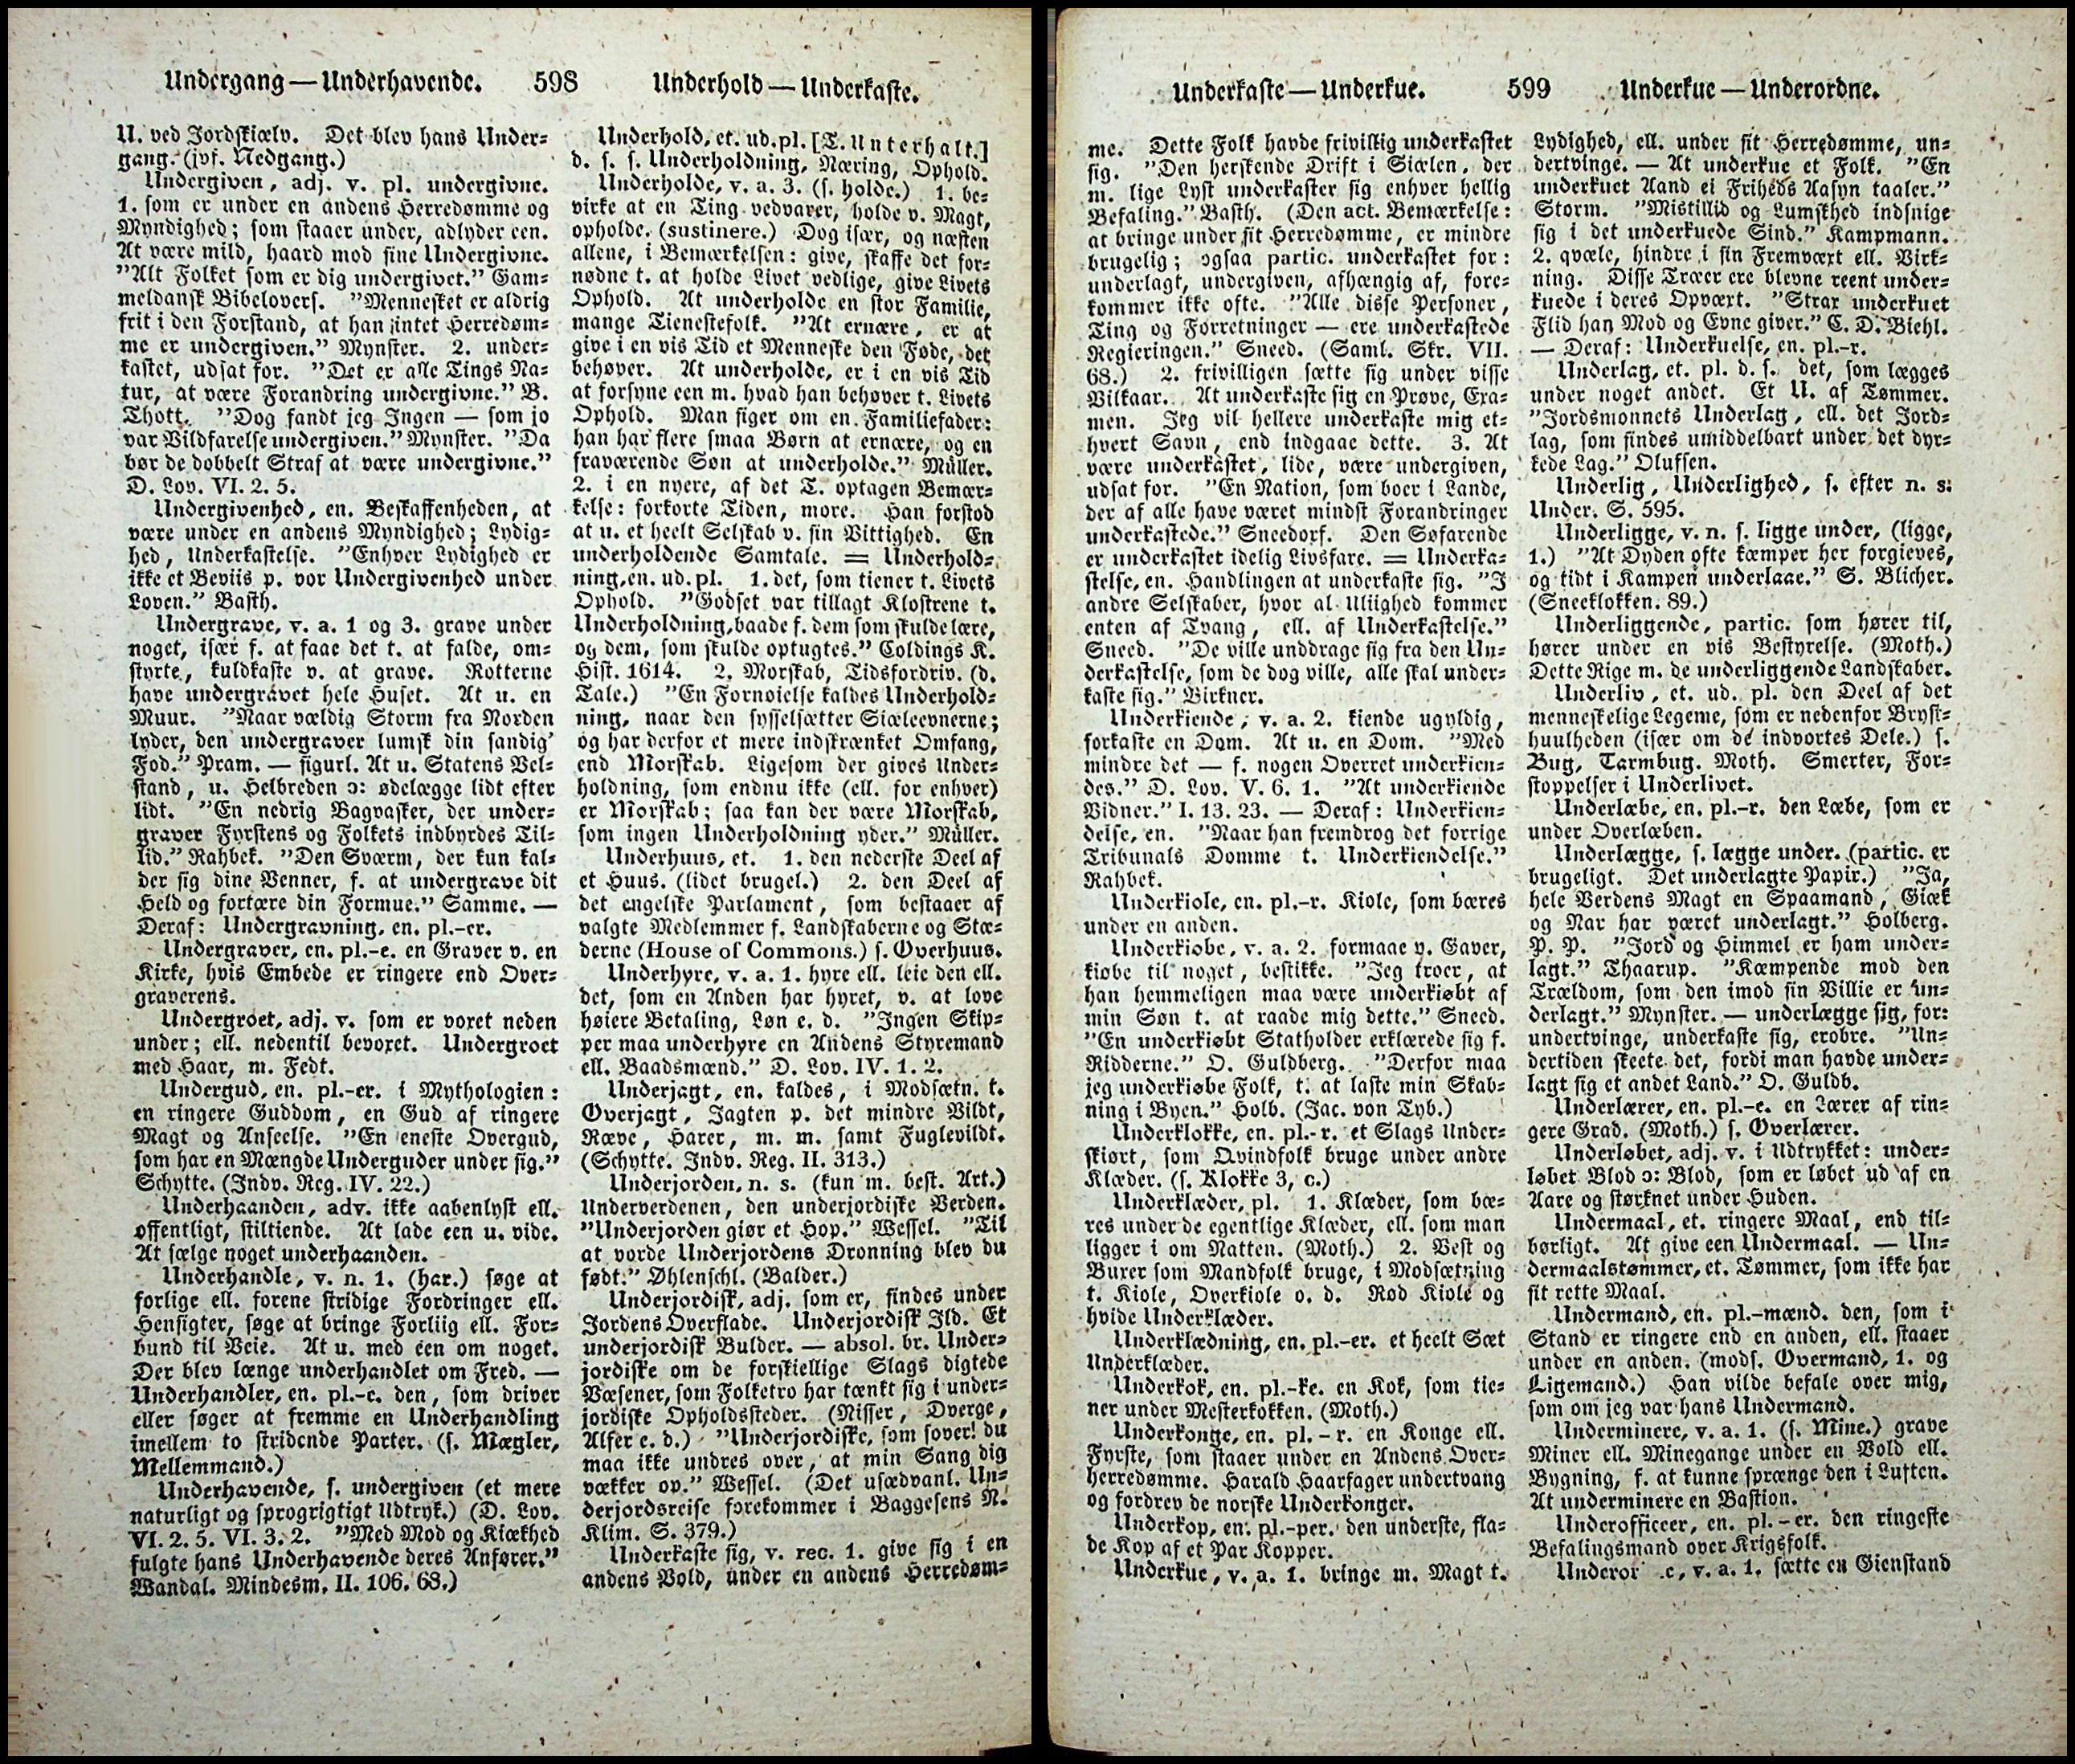 Undergang — Underhavende. 598 Underhold — Underkaste.
U. ved Jordskiælv. Det blev hans Under-
gang. (jvf. Nedgang.)
Undergiven, adj. v. pl. undergivne.
1. som er under en andens Herredømme og
Myndighed; som staaer under, adlyder een.
At være mild, haard mod sine Undergivne.
"Alt Folket som er dig undergivet." Gam-
meldansk Bibelovers. "Mennesket er aldrig
frit i den Forstand, at han intet Herredøm-
me er undergiven." Mynster. 2. under-
kastet, udsat for. "Det er alle Tings Na-
tur, at være Forandring undergivne." B.
Thott. "Dog fandt jeg Ingen — som jo
var Vildfarelse undergiven." Mynster. "Da
bør de dobbelt Straf at være undergivne."
D. Lov. VI. 2. 5.
Undergivenhed, en. Beskaffenheden, at
være under en andens Myndighed; Lydig-
hed, Underkastelse. "Enhver Lydighed er
ikke et Beviis p. vor Undergivenhed under
Loven." Basth.
Undergrave, v. a. 1 og 3. grave under
noget, især f. at faae det t. at falde, om-
styrte, kuldkaste v. at grave. Rotterne
have undergravet hele Huset. At u. en
Muur. "Naar vældig Storm fra Norden
lyder, den undergraver lumsk din sandig'
Fod." Pram. — figurl. At u. Statens Vel-
stand, u. Helbreden ɔ: ødelægge lidt efter
lidt. "En nedrig Bagvasker, der under-
graver Fyrstens og Folkets indbyrdes Til-
lid." Rahbek. "Den Sværm, der kun kal-
der sig dine Venner, f. at undergrave dit
Held og fortære din Formue." Samme. —
Deraf: Undergravning, en. pl.-er.
Undergraver, en. pl.-e. en Graver v. en
Kirke, hvis Embede er ringere end Over-
graverens.
Undergroet, adj. v. som er voxet neden
under; ell. nedentil bevoxet. Undergroet
med Haar, m. Fedt.
Undergud, en. pl.-er. i Mythologien:
en ringere Guddom, en Gud af ringere
Magt og Anseelse. "En eneste Overgud,
som har en Mængde Underguder under sig."
Schytte. (Indv. Reg. IV. 22.)
Underhaanden, adv. ikke aabenlyst ell.
offentligt, stiltiende. At lade een u. vide.
At sælge noget underhaanden.
Underhandle, v. n. 1. (har.) søge at
forlige ell. forene stridige Fordringer ell.
Hensigter, søge at bringe Forliig ell. For-
bund til Veie. At u. med een om noget.
Der blev længe underhandlet om Fred. —
Underhandler, en. pl.-e. den, som driver
eller søger at fremme en Underhandling
imellem to stridende Parter. (s. Mægler,
Mellemmand.)
Underhavende, s. undergiven (et mere
naturligt og sprogrigtigt Udtryk.) (D. Lov.
VI. 2. 5. VI. 3. 2. "Med Mod og Kiækhed
fulgte hans Underhavende deres Anfører."
Wandal. Mindesm. II. 106. 68.)
Underhold, et. ud. pl. [T. Unterhalt.]
d. s. s. Underholdning, Næring, Ophold.
Underholde, v. a. 3. (s. holde.) 1. be-
virke at en Ting vedvarer, holde v. Magt,
opholde. (sustinere.) Dog især, og næsten
allene, i Bemærkelsen: give, skaffe det for-
nødne t. at holde Livet vedlige, give Livets
Ophold. At underholde en stor Familie,
mange Tienestefolk. "At ernære, er at
give i en vis Tid et Menneske den Føde, det
behøver. At underholde, er i en vis Tid
at forsyne een m. hvad han behøver t. Livets
Ophold. Man siger om en Familiefader:
han har flere smaa Børn at ernære, og en
fraværende Søn at underholde." Müller.
2. i en nyere, af det T. optagen Bemær-
kelse: forkorte Tiden, more. Han forstod
at u. et heelt Selskab v. sin Vittighed. En
underholdende Samtale. = Underhold-
ning, en. ud. pl. 1. det, som tiener t. Livets
Ophold. "Godset var tillagt Klostrene t.
Underholdning, baade f. dem som skulde lære,
og dem, som skulde optugtes." Coldings K.
Hist. 1614. 2. Morskab, Tidsfordriv. (d.
Tale.) "En Fornøielse kaldes Underhold-
ning, naar den sysselsætter Siæleevnerne;
og har derfor et mere indskrænket Omfang,
end Morskab. Ligesom der gives Under-
holdning, som endnu ikke (ell. for enhver)
er Morskab; saa kan der være Morskab,
som ingen Underholdning yder." Müller.
Underhuus, et. 1. den nederste Deel af
et Huus. (lidet brugel.) 2. den Deel af
det engelske Parlament, som bestaaer af
valgte Medlemmer f. Landskaberne og Stæ-
derne (House of Commons.) s. Overhuus.
Underhyre, v. a. 1. hyre ell. leie den ell.
det, som en Anden har hyret, v. at love
høiere Betaling, Løn e. d. "Ingen Skip-
per maa underhyre en Andens Styremand
ell. Baadsmænd." D. Lov. IV. 1. 2.
Underjagt, en. kaldes, i Modsætn. t.
Overjagt, Jagten p. det mindre Vildt,
Ræve, Harer, m. m. samt Fuglevildt.
(Schytte. Indv. Reg. II. 313.)
Underjorden, n. s. (kun m. best. Art.)
Underverdenen, den underjordiske Verden.
"Underjorden giør et Hop." Wessel. "Til
at vorde Underjordens Dronning blev du
født." Øhlenschl. (Balder.)
Underjordisk, adj. som er, findes under
Jordens Overflade. Underjordisk Ild. Et
underjordisk Bulder. — absol. br. Under-
jordiske om de forskiellige Slags digtede
Væsener, som Folketro har tænkt sig i under-
jordiske Opholdssteder. (Nisser, Dverge,
Alfer e. d.) "Underjordiske, som sover! du
maa ikke undres over, at min Sang dig
vækker op." Wessel. (Det usædvanl. Un-
derjordsreise forekommer i Baggesens N.
Klim. S. 379.)
Underkaste sig, v. rec. 1. give sig i en
andens Vold, under en andens Herredøm-
Underkaste — Underkue. 599 Underkue — Underordne.
me. Dette Folk havde frivillig underkastet
sig. "Den herskende Drift i Siælen, der
m. lige Lyst underkaster sig enhver hellig
Befaling." Basth. (Den act. Bemærkelse:
at bringe under sit Herredømme, er mindre
brugelig; ogsaa partic. underkastet for:
underlagt, undergiven, afhængig af, fore-
kommer ikke ofte. "Alle disse Personer,
Ting og Forretninger — ere underkastede
Regieringen." Sneed. (Saml. Skr. VII.
68.) 2. frivilligen sætte sig under visse
Vilkaar. At underkaste sig en Prøve, Exa-
men. Jeg vil hellere underkaste mig et-
hvert Savn, end indgaae dette. 3. At
være underkastet, lide, være undergiven,
udsat for. "En Nation, som boer i Lande,
der af alle have været mindst Forandringer
underkastede." Sneedorf. Den Søfarende
er underkastet idelig Livsfare. = Underka-
stelse, en. Handlingen at underkaste sig. "I
andre Selskaber, hvor al Uliighed kommer
enten af Tvang, ell. af Underkastelse."
Sneed. "De ville unddrage sig fra den Un-
derkastelse, som de dog ville, alle skal under-
kaste sig." Birkner.
Underkiende, v. a. 2. kiende ugyldig,
forkaste en Dom. At u. en Dom. "Med
mindre det — f. nogen Overret underkien-
des." D. Lov. V. 6. 1. "At underkiende
Vidner." I. 13. 23. — Deraf: Underkien-
delse, en. "Naar han fremdrog det forrige
Tribunals Domme t. Underkiendelse."
Rahbek.
Underkiole, en. pl.-r. Kiole, som bæres
under en anden.
Underkiøbe, v. a. 2. formaae v. Gaver,
kiøbe til noget, bestikke. "Jeg troer, at
han hemmeligen maa være underkiøbt af
min Søn t. at raade mig dette." Sneed.
"En underkiøbt Statholder erklærede sig f.
Ridderne." O. Guldberg. "Derfor maa
jeg underkiøbe Folk, t. at laste min Skab-
ning i Byen." Holb. (Jac. von Tyb.)
Underklokke, en. pl.-r. et Slags Under-
skiørt, som Qvindfolk bruge under andre
Klæder. (s. Klokke 3, c.)
Underklæder, pl. 1. Klæder, som bæ-
res under de egentlige Klæder, ell. som man
ligger i om Natten. (Moth.) 2. Vest og
Buxer som Mandfolk bruge, i Modsætning
t. Kiole, Overkiole o. d. Rød Kiole og
hvide Underklæder.
Underklædning, en. pl.-er. et heelt Sæt
Underklæder.
Underkok, en. pl.-ke. en Kok, som tie-
ner under Mesterkokken. (Moth.)
Underkonge, en. pl.-r. en Konge ell.
Fyrste, som staaer under en Andens Over-
herredømme. Harald Haarfager undertvang
og fordrev de norske Underkonger.
Underkop, en. pl.-per. den underste, fla-
de Kop af et Par Kopper.
Underkue, v. a. 1. bringe m. Magt t.
Lydighed, ell. under sit Herredømme, un-
dertvinge. — At underkue et Folk. "En
underkuet Aand ei Friheds Aasyn taaler."
Storm. "Mistillid og Lumskhed indsnige
sig i det underkuede Sind." Kampmann.
2. qvæle, hindre i sin Fremvæxt ell. Virk-
ning. Disse Træer ere blevne reent under-
kuede i deres Opvæxt. "Strax underkuet
Flid han Mod og Evne giver." C. D. Biehl.
— Deraf: Underkuelse, en. pl.-r.
Underlag, et. pl. d. s. det, som lægges
under noget andet. Et U. af Tømmer.
"Jordsmonnets Underlag, ell. det Jord-
lag, som findes umiddelbart under det dyr-
kede Lag." Olufsen.
Underlig, Underlighed, s. efter n. s:
Under. S. 595.
Underligge, v. n. s. ligge under, (ligge,
1.) "At Dyden ofte kæmper her forgieves,
og tidt i Kampen underlaae." S. Blicher.
(Sneeklokken. 89.)
Underliggende, partic. som hører til,
hører under en vis Bestyrelse. (Moth.)
Dette Rige m. de underliggende Landskaber.
Underliv, et. ud. pl. den Deel af det
menneskelige Legeme, som er nedenfor Bryst-
huulheden (især om de indvortes Dele.) s.
Bug, Tarmbug. Moth. Smerter, For-
stoppelser i Underlivet.
Underlæbe, en. pl.-r. den Læbe, som er
under Overlæben.
Underlægge, s. lægge under. (partic. er
brugeligt. Det underlagte Papir.) "Ja,
hele Verdens Magt en Spaamand, Giæk
og Nar har været underlagt." Holberg.
P. P. "Jord og Himmel er ham under-
lagt." Thaarup. "Kæmpende mod den
Trældom, som den imod sin Villie er un-
derlagt." Mynster. — underlægge sig, for:
undertvinge, underkaste sig, erobre. "Un-
dertiden skeete det, fordi man havde under-
lagt sig et andet Land." O. Guldb.
Underlærer, en. pl.-e. en Lærer af rin-
gere Grad. (Moth.) s. Overlærer.
Underløbet, adj. v. i Udtrykket: under-
løbet Blod ɔ: Blod, som er løbet ud af en
Aare og størknet under Huden.
Undermaal, et. ringere Maal, end til-
børligt. At give een Undermaal. — Un-
dermaalstømmer, et. Tømmer, som ikke har
sit rette Maal.
Undermand, en. pl.-mænd. den, som i
Stand er ringere end en anden, ell. staaer
under en anden. (mods. Overmand, 1. og
Ligemand.) Han vilde befale over mig,
som om jeg var hans Undermand.
Underminere, v. a. 1. (s. Mine.) grave
Miner ell. Minegange under en Vold ell.
Bygning, f. at kunne sprænge den i Luften.
At underminere en Bastion.
Underofficeer, en. pl.-er. den ringeste
Befalingsmand over Krigsfolk.
v. a. 1. sætte en Gienstand